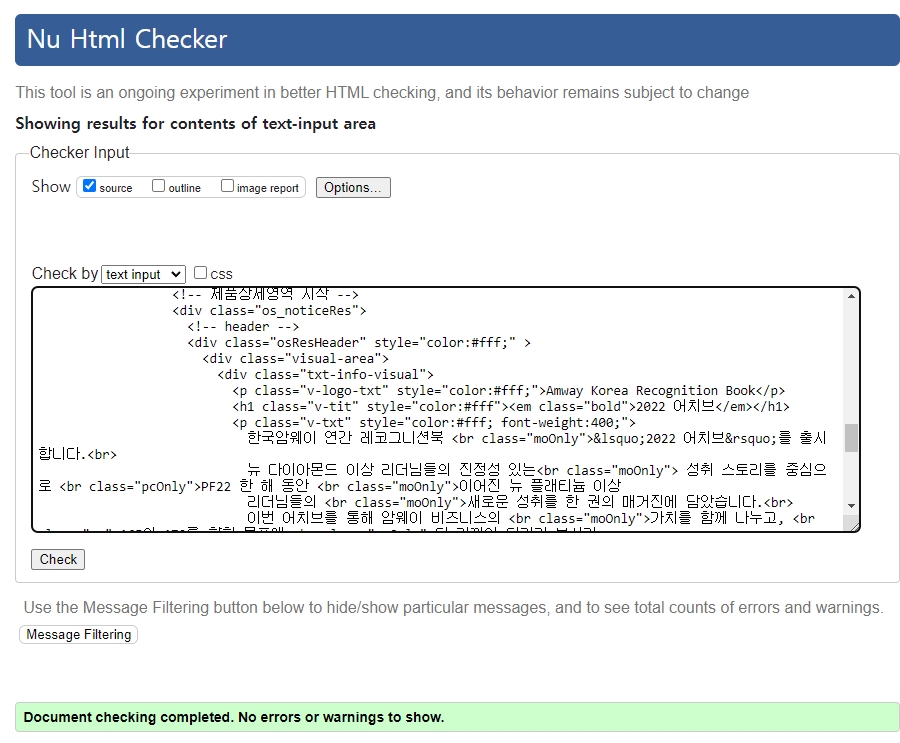 Nu Html Checker
This tool is an ongoing experiment in better HTML checking, and its behavior remains subject to change
Showing results for contents of text-input area
Checker Input
Show source outline image report Options...
Check by text input css
<!-- 제품상세영역 시작 -->
<div class="os_noticeRes">
<!-- header -->
<div class="osResHeader" style="color:#fff;" >
<div class="visual-area">
<div class="txt-info-visual">
<p class="v-logo-txt" style="color:#fff;">Amway Korea Recognition Book</p>
<h1 class="v-tit" style="color:#fff"><em class="bold">2022 어치브</em></h1>
<p class="v-txt" style="color:#fff; font-weight:400;">
한국암웨이 연간 레코그니션북 <br class="moOnly">&lsquo;2022 어치브&rsquo;를 출시
합니다.<br>
뉴 다이아몬드 이상 리더님들의 진정성 있는<br class="moOnly"> 성취 스토리를 중심으
로 <br class="pcOnly">PF22 한 해 동안 <br class="moOnly">이어진 뉴 플래티늄 이상
리더님들의 <br class="moOnly">새로운 성취를 한 권의 매거진에 담았습니다.<br>
이번 어치브를 통해 암웨이 비즈니스의 <br class="moOnly">가치를 함께 나누고, <br
Check
Use the Message Filtering button below to hide/show particular messages, and to see total counts of errors and warnings.
Message Filtering
Document checking completed. No errors or warnings to show.